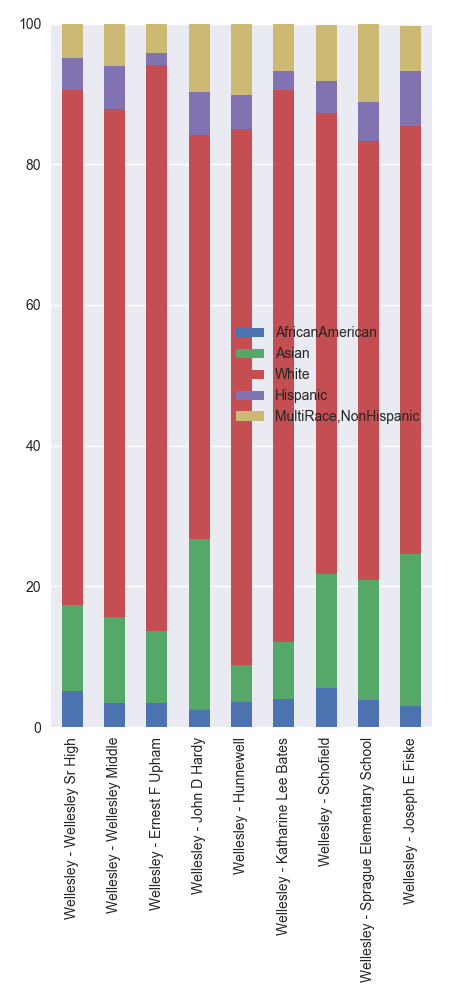 100
80
60
40
20
0
AfricanAmerican
Asian
White
Hispanic
MultiRace,NonHispanic
Wellesley - Wellesley Sr High
Wellesley - Wellesley Middle
Wellesley - Ernest F Upham
Wellesley - John D Hardy
Wellesley - Hunnewell
Wellesley - Katharine Lee Bates
Wellesley - Schofield
Wellesley - Sprague Elementary School
Wellesley - Joseph E Fiske